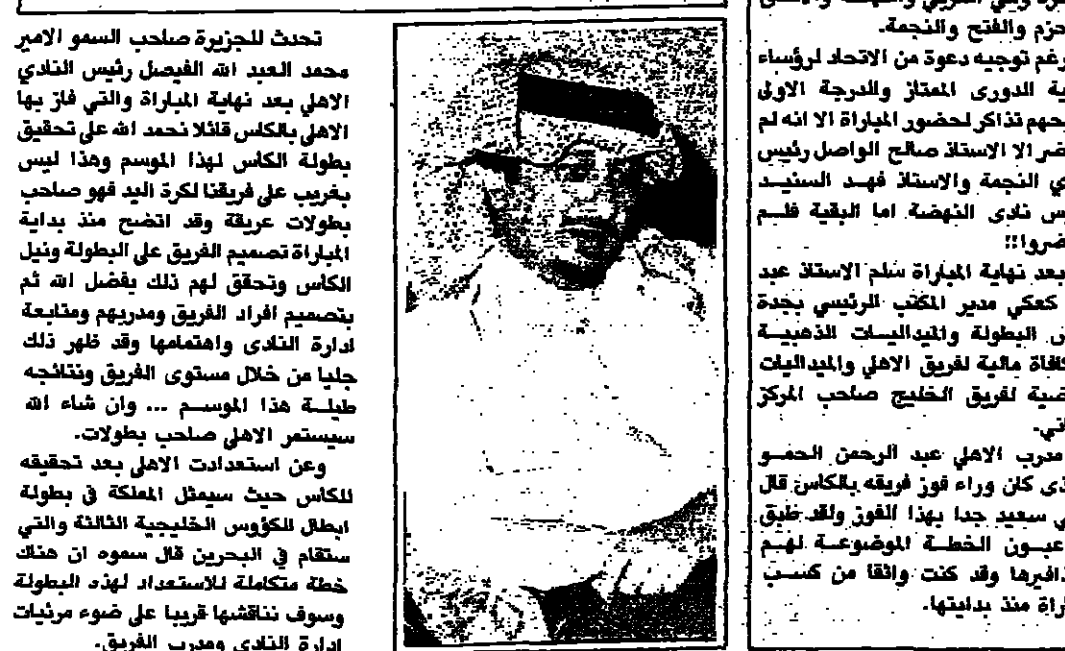 حزم والفتح والنجمة.
رغم توجيه دعوة من الاتحاد لرؤساء
ية الدورى الممتاز والدرجة الاولى
حهم تذاكر لحضور المباراة الا انه لم
ضر الا الاستاذ صالح الواصل رئيس
ي النجمة والاستاذ فهد السنيد
س نادى النهضة اما البقية فلم
ضروا!!
بعد نهاية المباراة سلم الاستاذ عبد
كعكي مدير المكتب الرئيسي بجدة
س البطولة والميداليات الذهبية
كافاة مالية لفريق الاهلي والميداليات
ضية لفريق الخليج صاحب المركز
اني.
مدرب الاهلي عبد الرحمن الحمو
ذى كان وراء فوز فريقه بالكاس قال
ي سعيد جدا بهذا الفوز ولقد طبق
عبون الخطة الموضوعة لهم
ذافيرها وقد كنت واثقا من كسب
اراة منذ بدايتها.
تحدث للجزيرة صاحب السمو الامير
محمد العبد الله الفيصل رئيس النادي
الاهلي بعد نهاية المباراة والتي فاز بها
الاهلي بالكاس قائلا نحمد الله على تحقيق
بطولة الكاس لهذا الموسم وهذا ليس
بغريب على فريقنا لكرة اليد فهو صاحب
بطولات عريقة وقد اتضح منذ بداية
المباراة تصميم الفريق على البطولة ونيل
الكاس وتحقق لهم ذلك بفضل الله ثم
بتصميم افراد الفريق ومدربهم ومتابعة
ادارة النادى واهتمامها وقد ظهر ذلك
جليا من خلال مستوى الفريق ونتائجه
طيلة هذا الموسم ... وان شاء الله
سيستمر الاهلي صاحب بطولات.
وعن استعدادت الاهلي بعد تحقيقه
للكاس حيث سيمثل المملكة في بطولة
ابطال الكؤوس الخليجية الثالثة والتي
ستقام في البحرين قال سموه ان هناك
خطة متكاملة للاستعداد لهذه البطولة
وسوف نناقشها قريبا على ضوء مرئيات
ادارة النادى ومدرب الفريق.